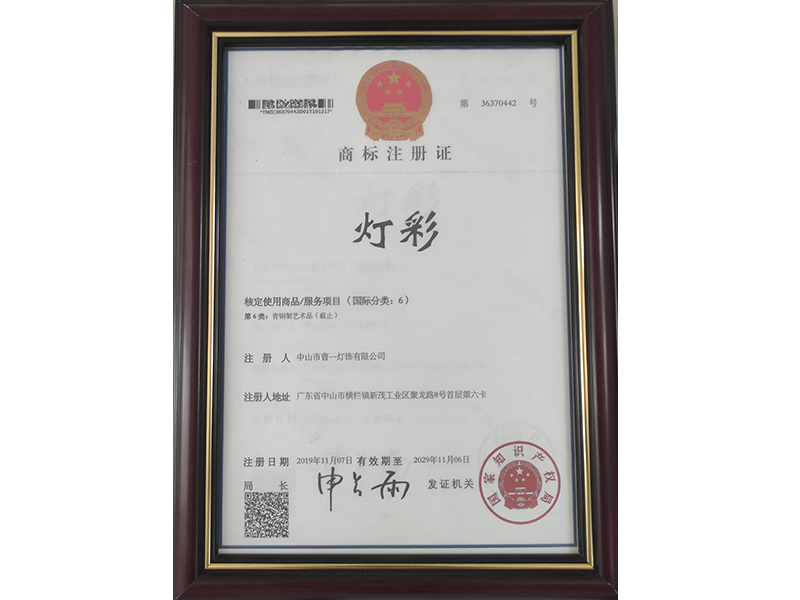 *TMZC36370442D01T191217*
第 36370442 号
商标注册证
灯彩
核定使用商品/服务项目（国际分类：6）
第6类：青铜制艺术品（截止）
注册人 中山市普一灯饰有限公司
注册人地址 广东省中山市横栏镇新茂工业区聚龙路8号首层第六卡
注册日期 2019年11月07日 有效期至 2029年11月06日
局长 申长雨 发证机关
国家知识产权局